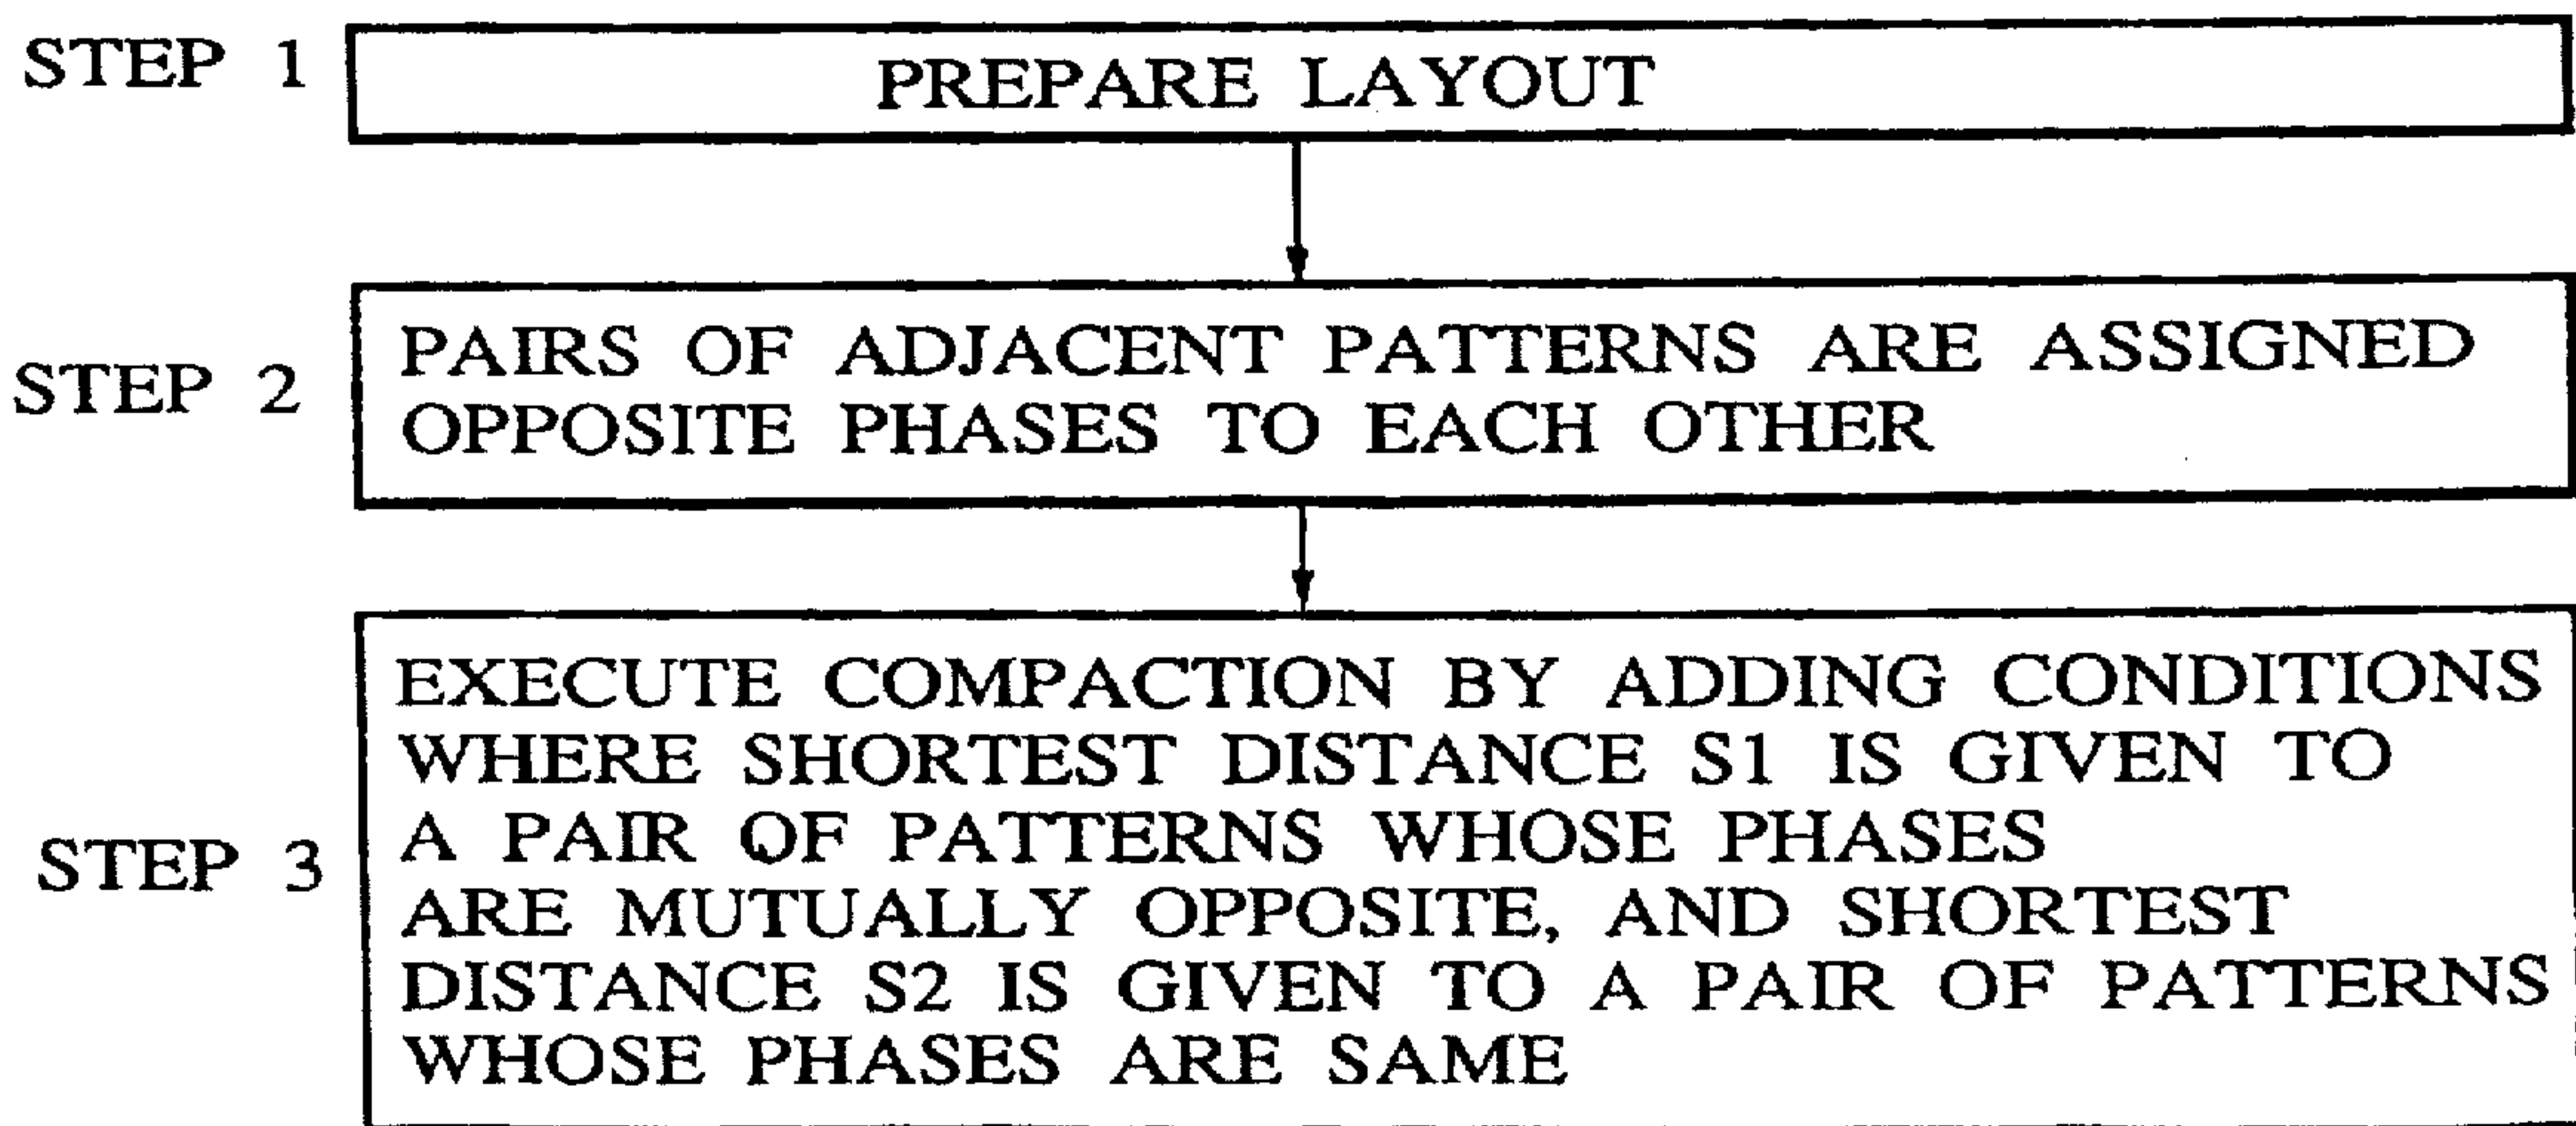 STEP 1
PREPARE LAYOUT
STEP 2
PAIRS OF ADJACENT PATTERNS ARE ASSIGNED
OPPOSITE PHASES TO EACH OTHER
STEP 3
EXECUTE COMPACTION BY ADDING CONDITIONS
WHERE SHORTEST DISTANCE S1 IS GIVEN TO
A PAIR OF PATTERNS WHOSE PHASES
ARE MUTUALLY OPPOSITE, AND SHORTEST
DISTANCE S2 IS GIVEN TO A PAIR OF PATTERNS
WHOSE PHASES ARE SAME